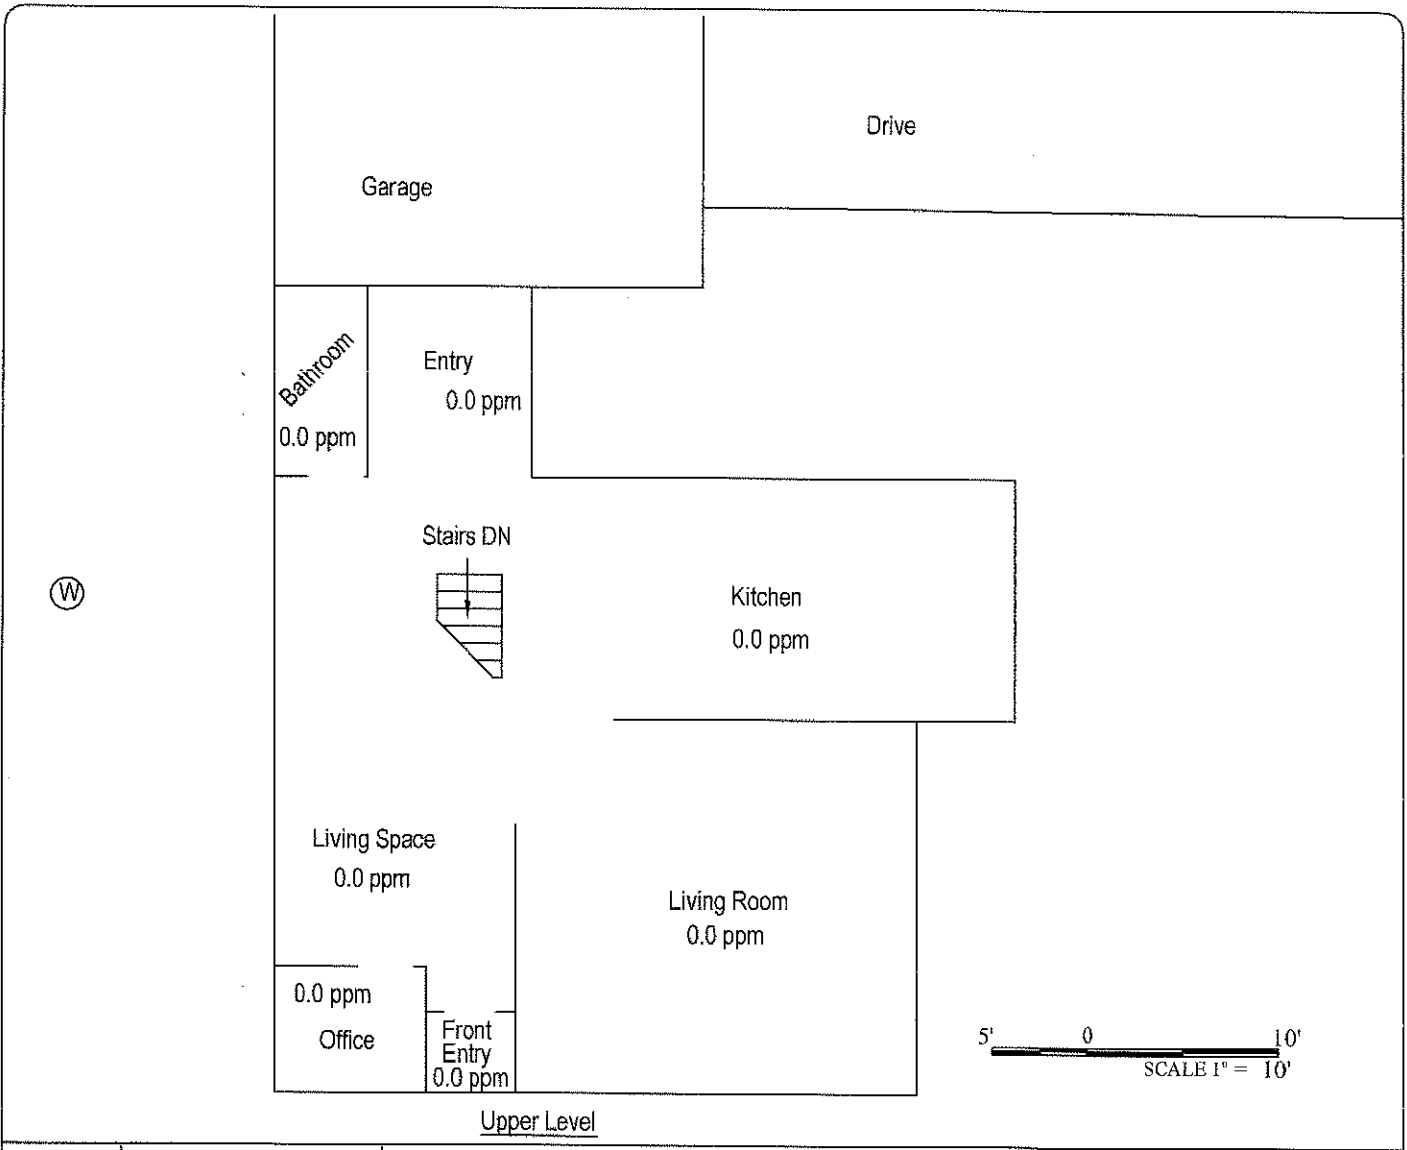 Drive
Garage
Bathroom
0.0 ppm
Entry
0.0 ppm
Stairs DN
W
Kitchen
0.0 ppm
Living Space
0.0 ppm
Living Room
0.0 ppm
0.0 ppm
Office
Front
Entry
0.0 ppm
5' 0 10'
SCALE 1" = 10'
Upper Level